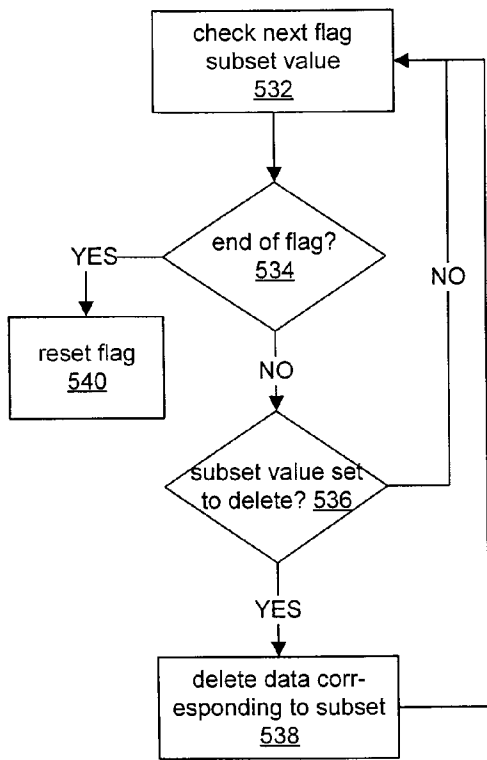 check next flag
subset value
532
end of flag?
534
YES
NO
reset flag
540
NO
subset value set
to delete? 536
YES
delete data corr-
esponding to subset
538